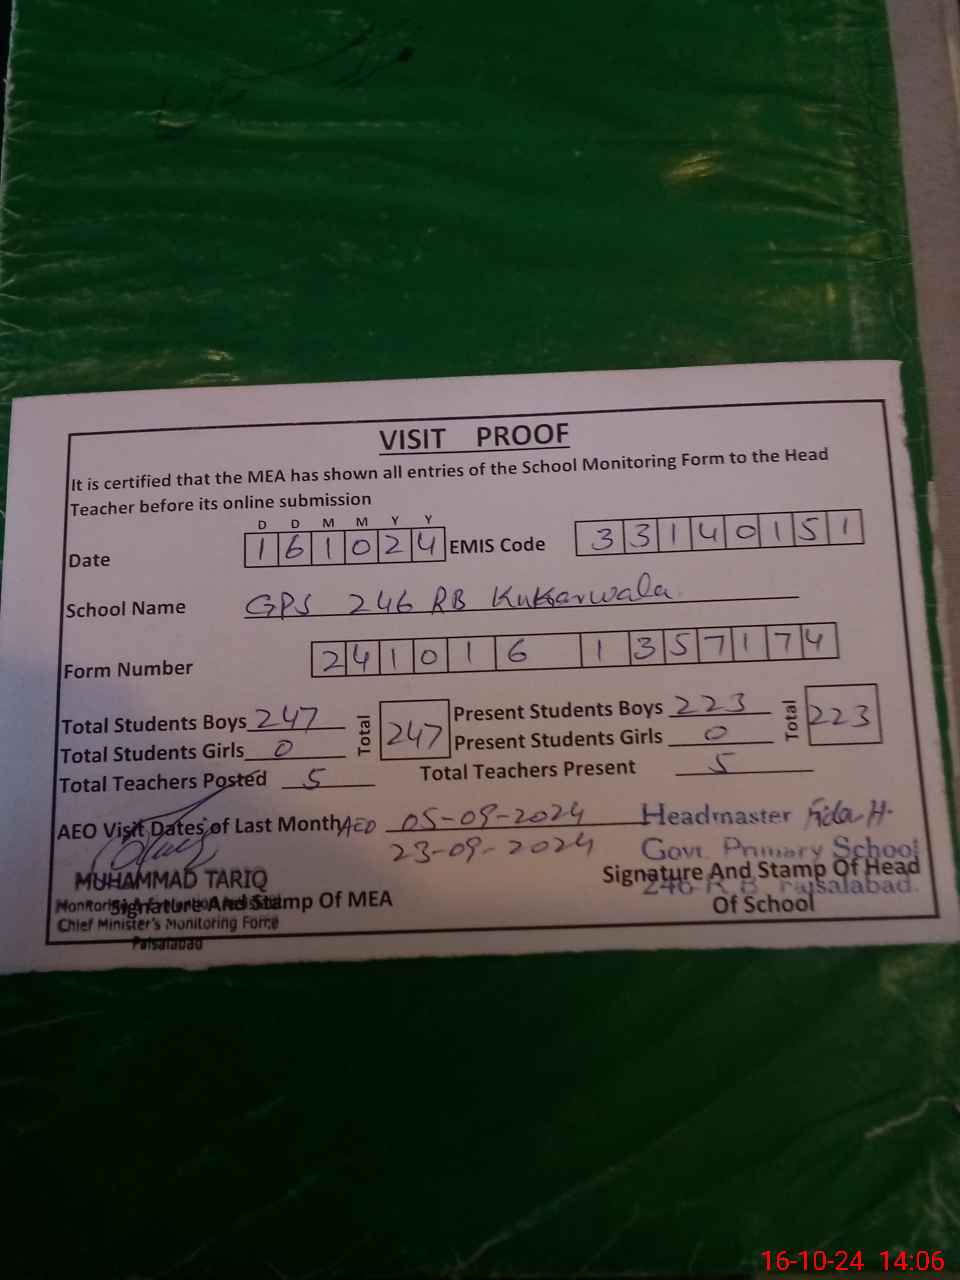 VISIT PROOF
It is certified that the MEA has shown all entries of the School Monitoring Form to the Head
Teacher before its online submission
D D M M Y Y
Date 161024 EMIS Code 33140151
School Name GPS 246 RB Kukkarwala
Form Number 2410161357174
Total Students Boys 247 Total 247 Present Students Boys 223 Total 223
Total Students Girls 0 Present Students Girls 0
Total Teachers Posted 5 Total Teachers Present 5
AEO Visit Dates of Last Month AEO 05-09-2024 Headmaster
23-09-2024 Govt. Primary School
MUHAMMAD TARIQ Signature And Stamp Of Head
246-R.B Faisalabad.
Signature And Stamp Of MEA Of School
Chief Minister's Monitoring Force
Faisalabad
16-10-24 14:06